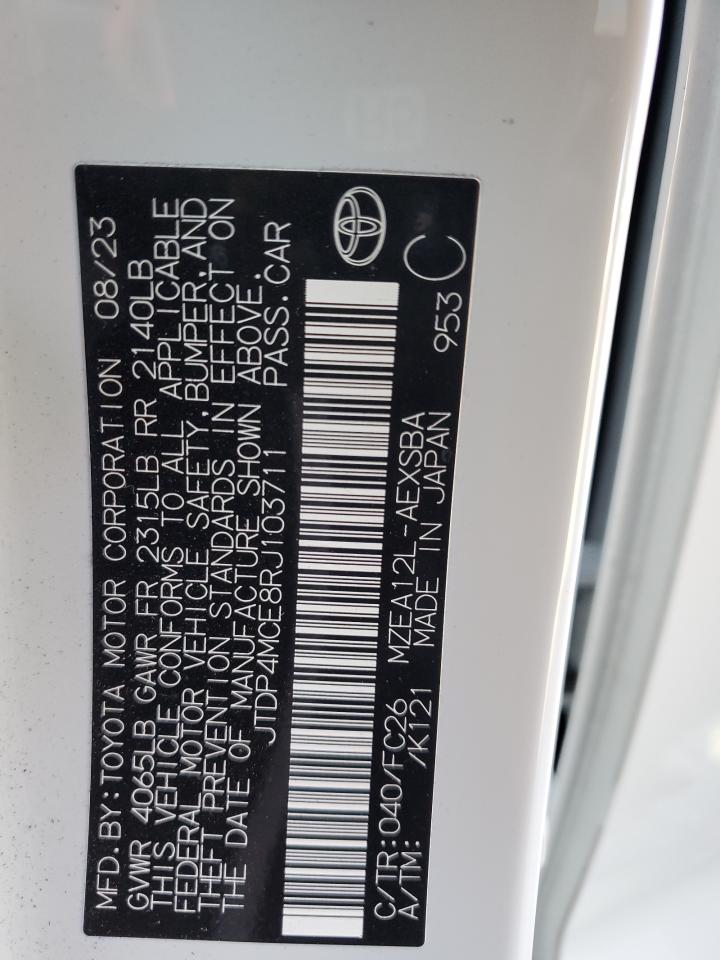 MFD.BY:TOYOTA MOTOR CORPORATION 08/23
GVWR 4065LB GAWR FR 2315LB RR 2140LB
THIS VEHICLE CONFORMS TO ALL APPLICABLE
FEDERAL MOTOR VEHICLE SAFETY,BUMPER,AND
THEFT PREVENTION STANDARDS IN EFFECT ON
THE DATE OF MANUFACTURE SHOWN ABOVE.
JTDP4MCE8RJ103711 PASS.CAR
C/TR:040/FC26 MZEA12L-AEXSBA
A/TM: /K121 MADE IN JAPAN 953 C